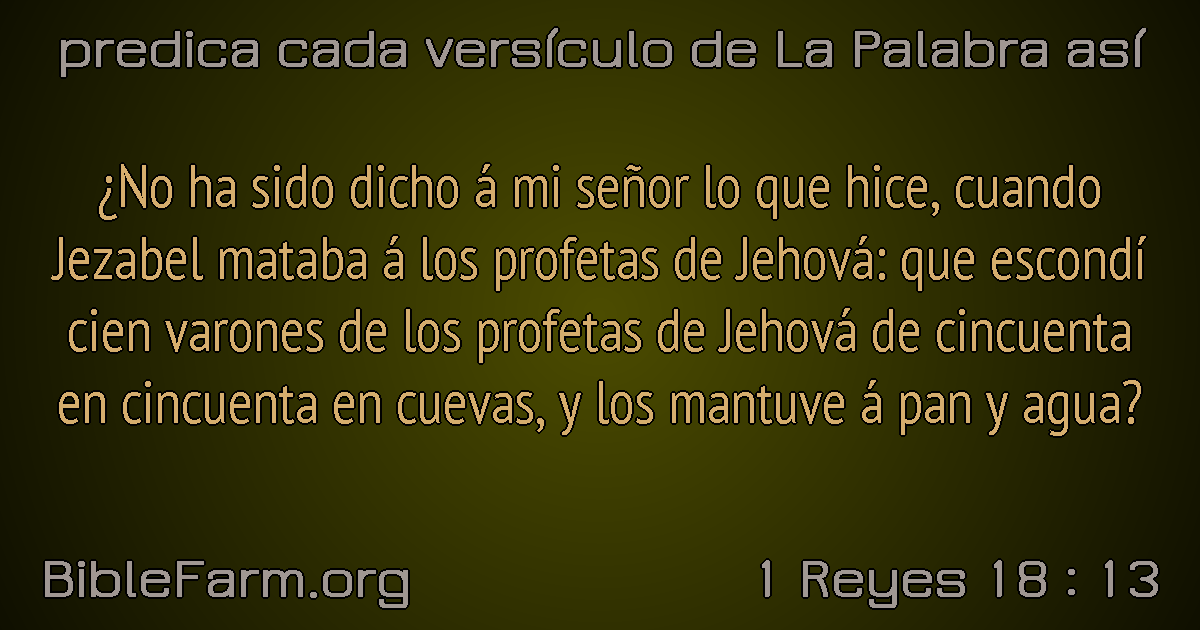 predica cada versículo de La Palabra así
¿No ha sido dicho á mi señor lo que hice, cuando
Jezabel mataba á los profetas de Jehová: que escondí
cien varones de los profetas de Jehová de cincuenta
en cincuenta en cuevas, y los mantuve á pan y agua?
BibleFarm.org
1 Reyes 18 : 13